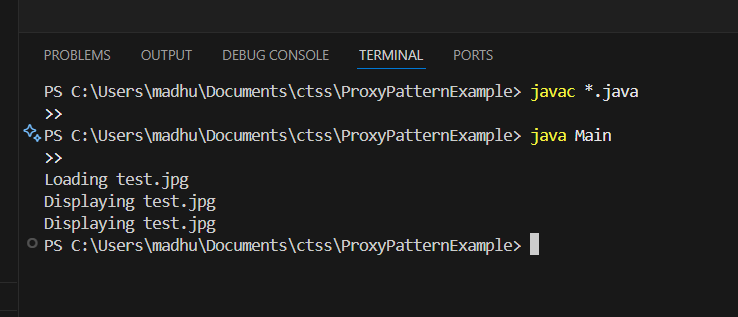 PROBLEMS OUTPUT DEBUG CONSOLE TERMINAL PORTS
PS C:\Users\madhu\Documents\ctss\ProxyPatternExample> javac *.java
>>
PS C:\Users\madhu\Documents\ctss\ProxyPatternExample> java Main
>>
Loading test.jpg
Displaying test.jpg
Displaying test.jpg
PS C:\Users\madhu\Documents\ctss\ProxyPatternExample>